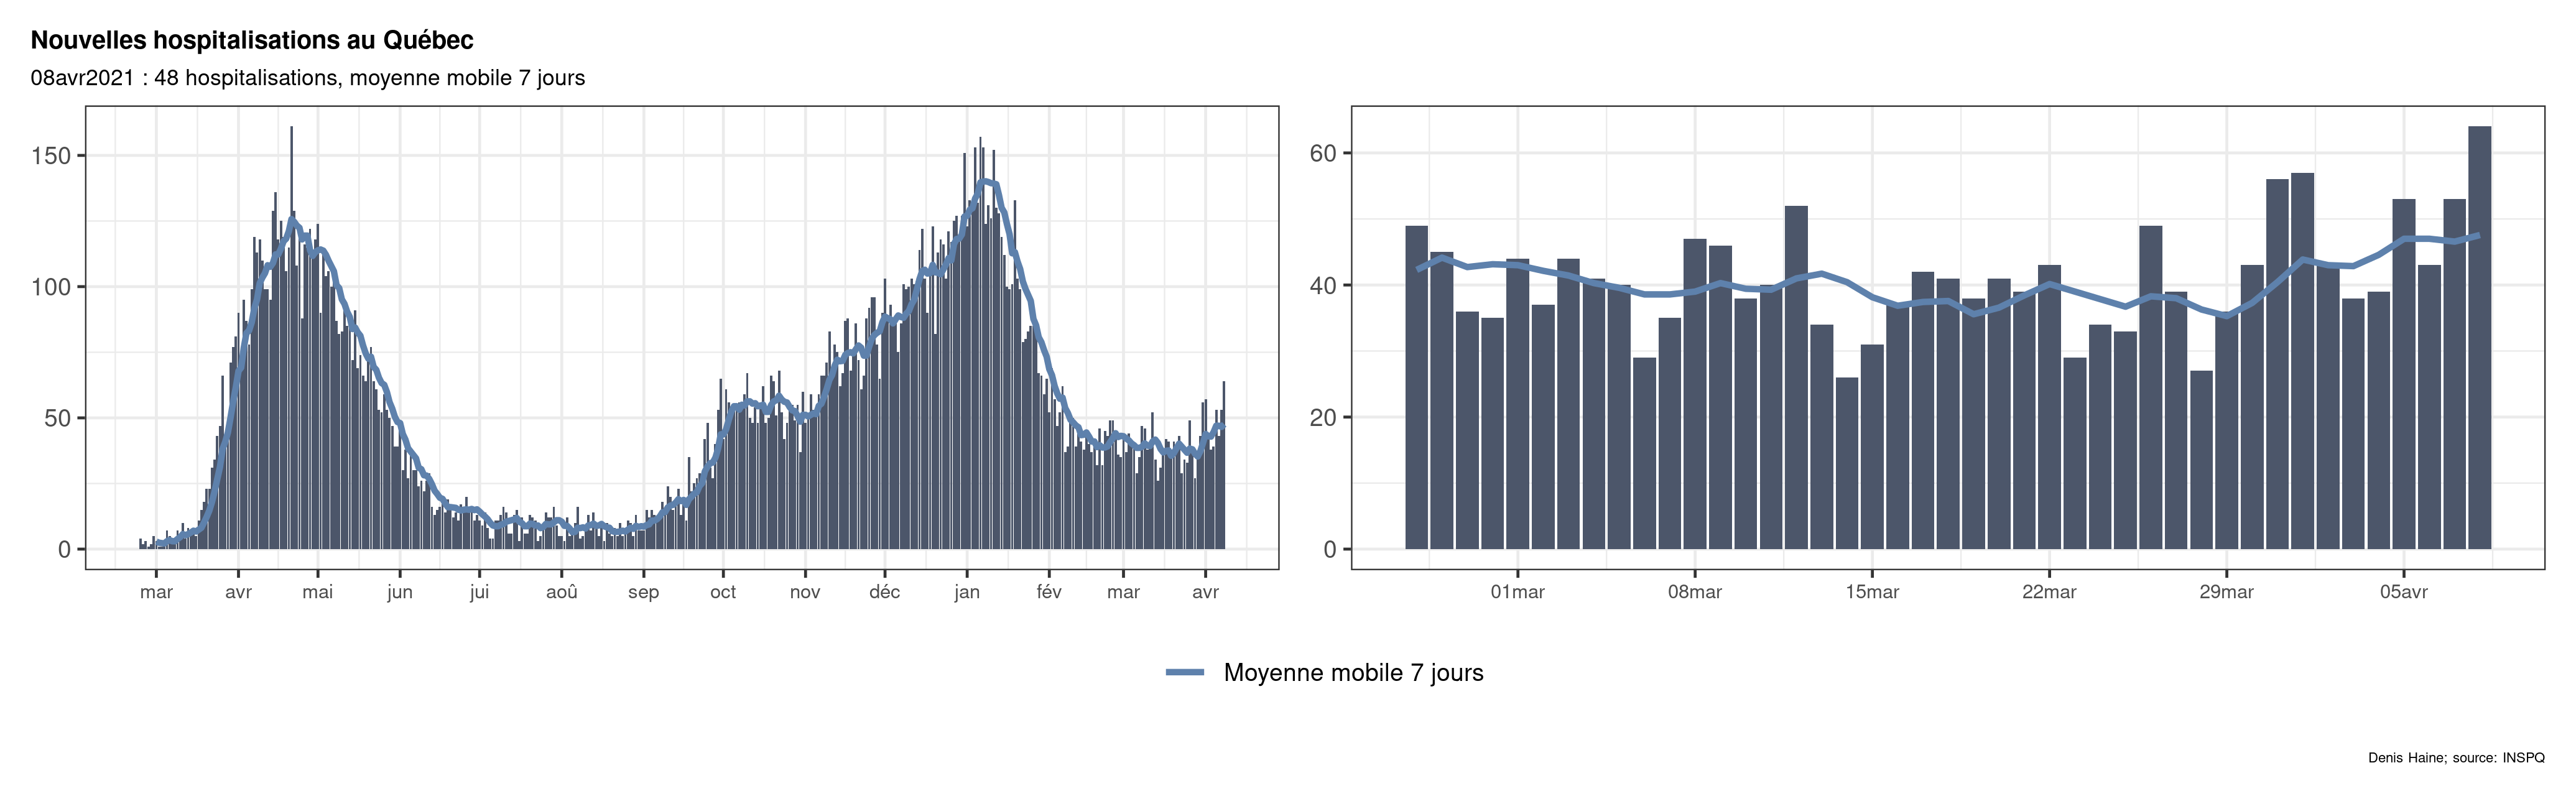 Nouvelles hospitalisations au Québec
08avr2021 : 48 hospitalisations, moyenne mobile 7 jours
150
100
50
0
mar avr mai jun jui aoû sep oct nov déc jan fév mar avr
60
40
20
0
01mar 08mar 15mar 22mar 29mar 05avr
Moyenne mobile 7 jours
Denis Haine; source: INSPQ